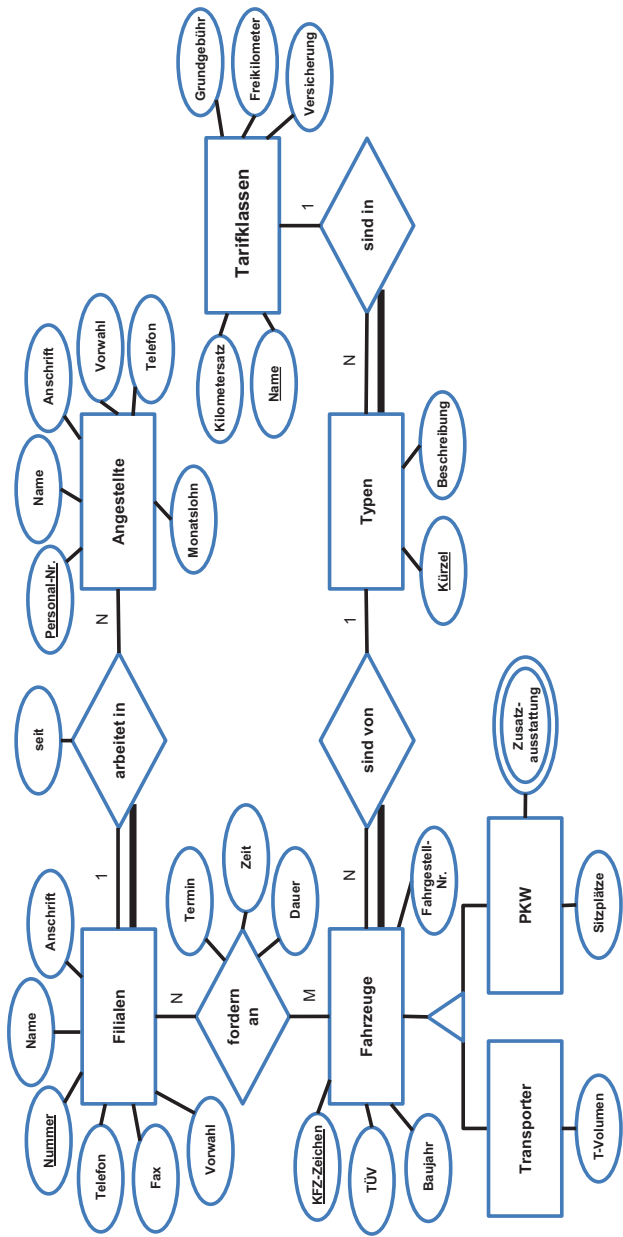 Nummer
Name
Anschrift
seit
Personal-Nr.
Name
Anschrift
Telefon
Filialen
1
arbeitet in
N
Angestellte
Vorwahl
Telefon
Fax
Vorwahl
Monatslohn
N
Termin
Zeit
Dauer
fordern
an
M
Kilometersatz
Name
Tarifklassen
Grundgebühr
Freikilometer
Versicherung
1
sind in
N
KFZ-Zeichen
TÜV
Baujahr
Fahrzeuge
N
sind von
1
Typen
Fahrgestell-
Nr.
Kürzel
Beschreibung
Transporter
PKW
Zusatz-
ausstattung
T-Volumen
Sitzplätze